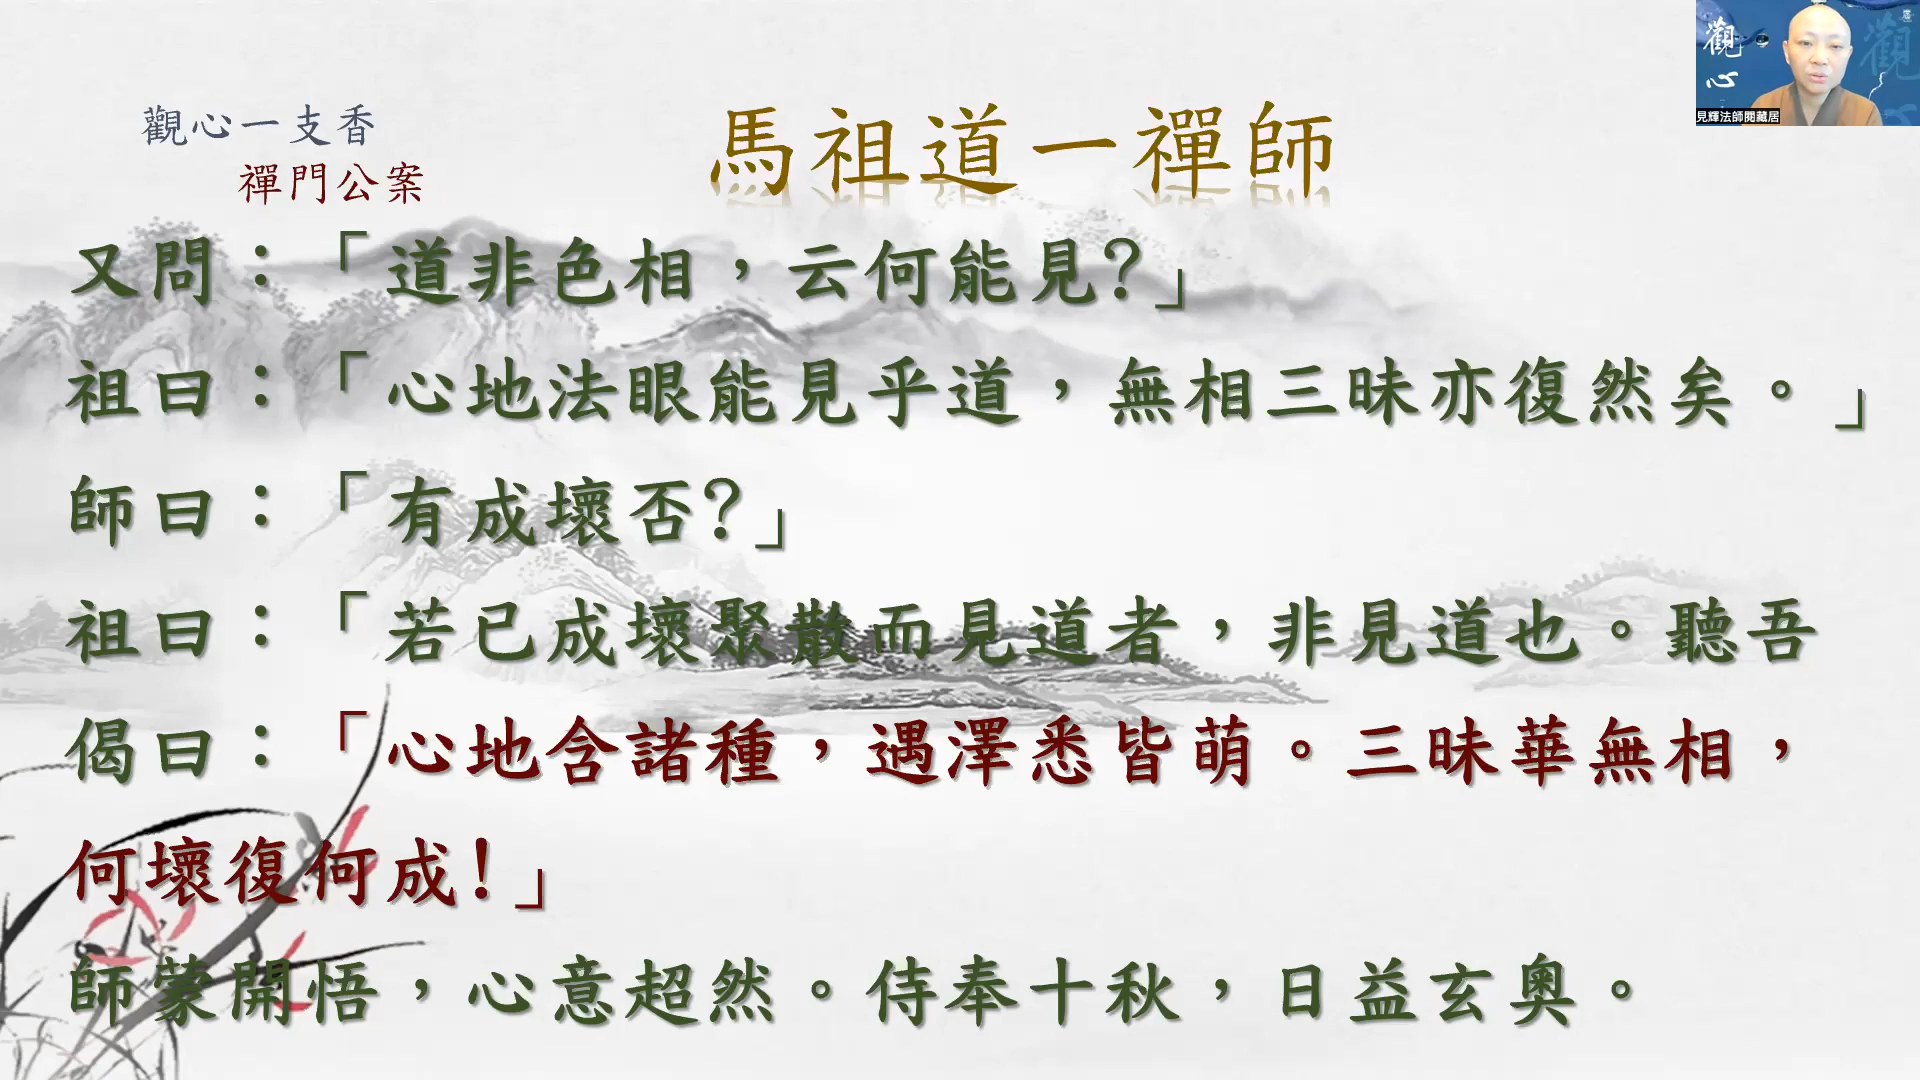 觀心一支香
禪門公案
馬祖道一禪師
觀心
見輝法師閱藏居
又問：「道非色相，云何能見?」
祖曰：「心地法眼能見乎道，無相三昧亦復然矣。」
師曰：「有成壞否?」
祖曰：「若已成壞聚散而見道者，非見道也。聽吾
偈曰：「心地含諸種，遇澤悉皆萌。三昧華無相，
何壞復何成!」
師蒙開悟，心意超然。侍奉十秋，日益玄奧。